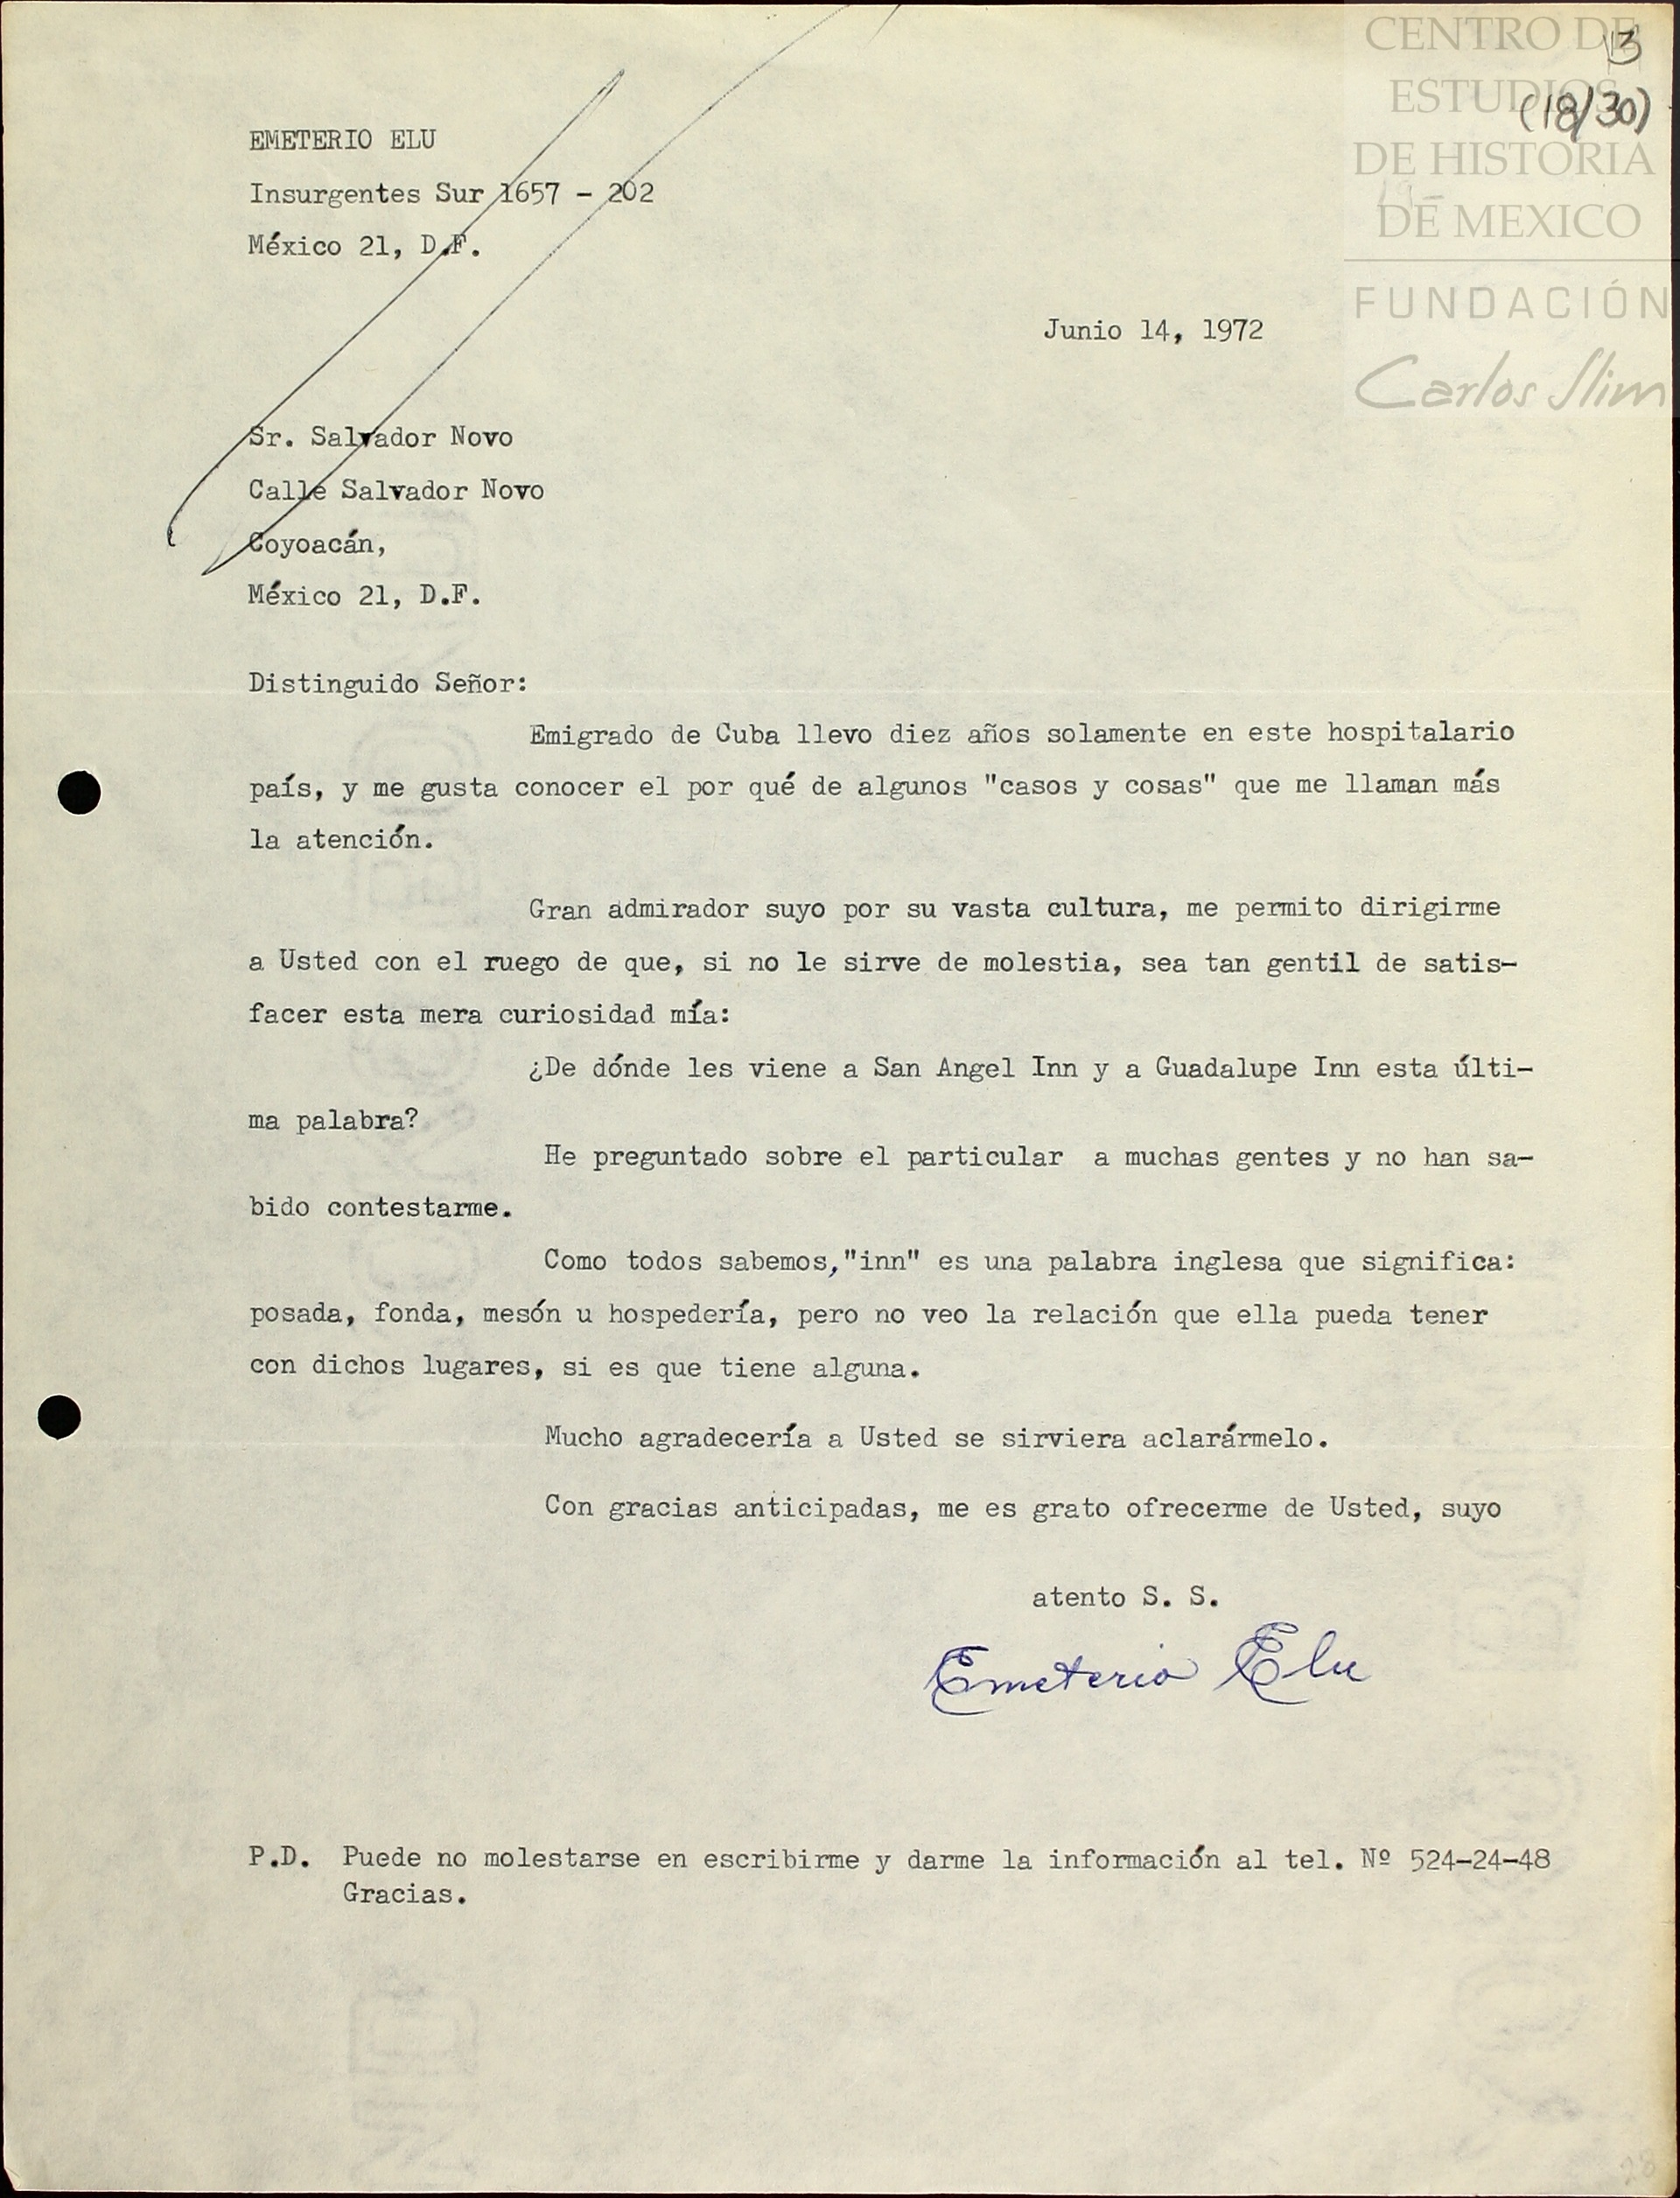 CENTRO DE
ESTUDIOS
DE HISTORIA
DE MEXICO
FUNDACIÓN
Carlos Slim
3
(18/30)
EMETERIO ELU
Insurgentes Sur 1657 - 202
México 21, D.F.
Junio 14, 1972
Sr. Salvador Novo
Calle Salvador Novo
Coyoacán,
México 21, D.F.
Distinguido Señor:
Emigrado de Cuba llevo diez años solamente en este hospitalario
país, y me gusta conocer el por qué de algunos "casos y cosas" que me llaman más
la atención.
Gran admirador suyo por su vasta cultura, me permito dirigirme
a Usted con el ruego de que, si no le sirve de molestia, sea tan gentil de satis-
facer esta mera curiosidad mía:
¿De dónde les viene a San Angel Inn y a Guadalupe Inn esta últi-
ma palabra?
He preguntado sobre el particular a muchas gentes y no han sa-
bido contestarme.
Como todos sabemos,"inn" es una palabra inglesa que significa:
posada, fonda, mesón u hospedería, pero no veo la relación que ella pueda tener
con dichos lugares, si es que tiene alguna.
Mucho agradecería a Usted se sirviera aclarármelo.
Con gracias anticipadas, me es grato ofrecerme de Usted, suyo
atento S. S.
Emeterio Elu
P.D. Puede no molestarse en escribirme y darme la información al tel. Nº 524-24-48
Gracias.
28